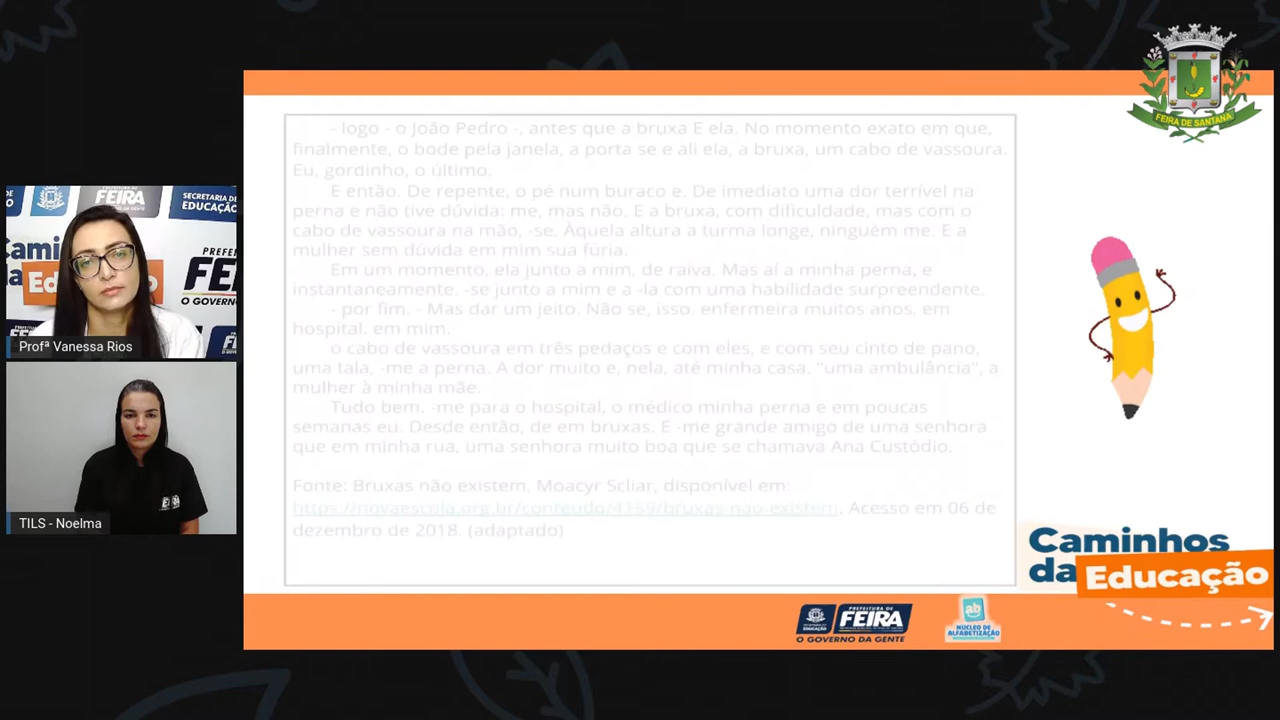 FEIRA DE SANTANA
- logo - o João Pedro -, antes que a bruxa E ela. No momento exato em que,
finalmente, o bode pela janela, a porta se e ali ela, a bruxa, um cabo de vassoura.
Eu, gordinho, o último.
E então. De repente, o pé num buraco e. De imediato uma dor tetrível na
perna e não tive dúvida: me, mas não. E a bruxa, com dificuldade, mas com o
cabo de vassoura na mão, -se. Àquela altura a turma longe, ninguém me. E a
mulher sem dúvida em mim sua fúria.
Em um momento, ela junto a mim, de raiva. Mas aí a minha perna, e
instantaneamente se junto a mim e a -la com uma habilidade surpreendente.
- por fim. - Mas dar um jeito. Não se, isso, enfermeira muitos anos, em
hospital. em mim.
o cabo de vassoura em três pedaços e com eles, e com seu cinto de pano,
uma tala, -me a perna. A dor muito e, nela, até minha casa. "uma ambulância", a
mulher à minha mãe.
Tudo bem. -me para o hospital, o médico minha perna e em poucas
semanas eu. Desde então, de em bruxas. E -me grande amigo de uma senhora
que em minha rua, uma senhora muito boa que se chamava Ana Custódio.
Fonte: Bruxas não existem, Moacyr Scliar, disponível em:
https://novaescola.org.br/conteudo/4159/bruxas-nao-existem. Acesso em 06 de
dezembro de 2018. (adaptado)
SECRETARIA DE
EDUCAÇÃO
FEIRA
Profª Vanessa Rios
TILS - Noelma
Caminhos
da Educação
PREFEITURA DE
FEIRA
O GOVERNO DA GENTE
ab
NÚCLEO DE
ALFABETIZAÇÃO